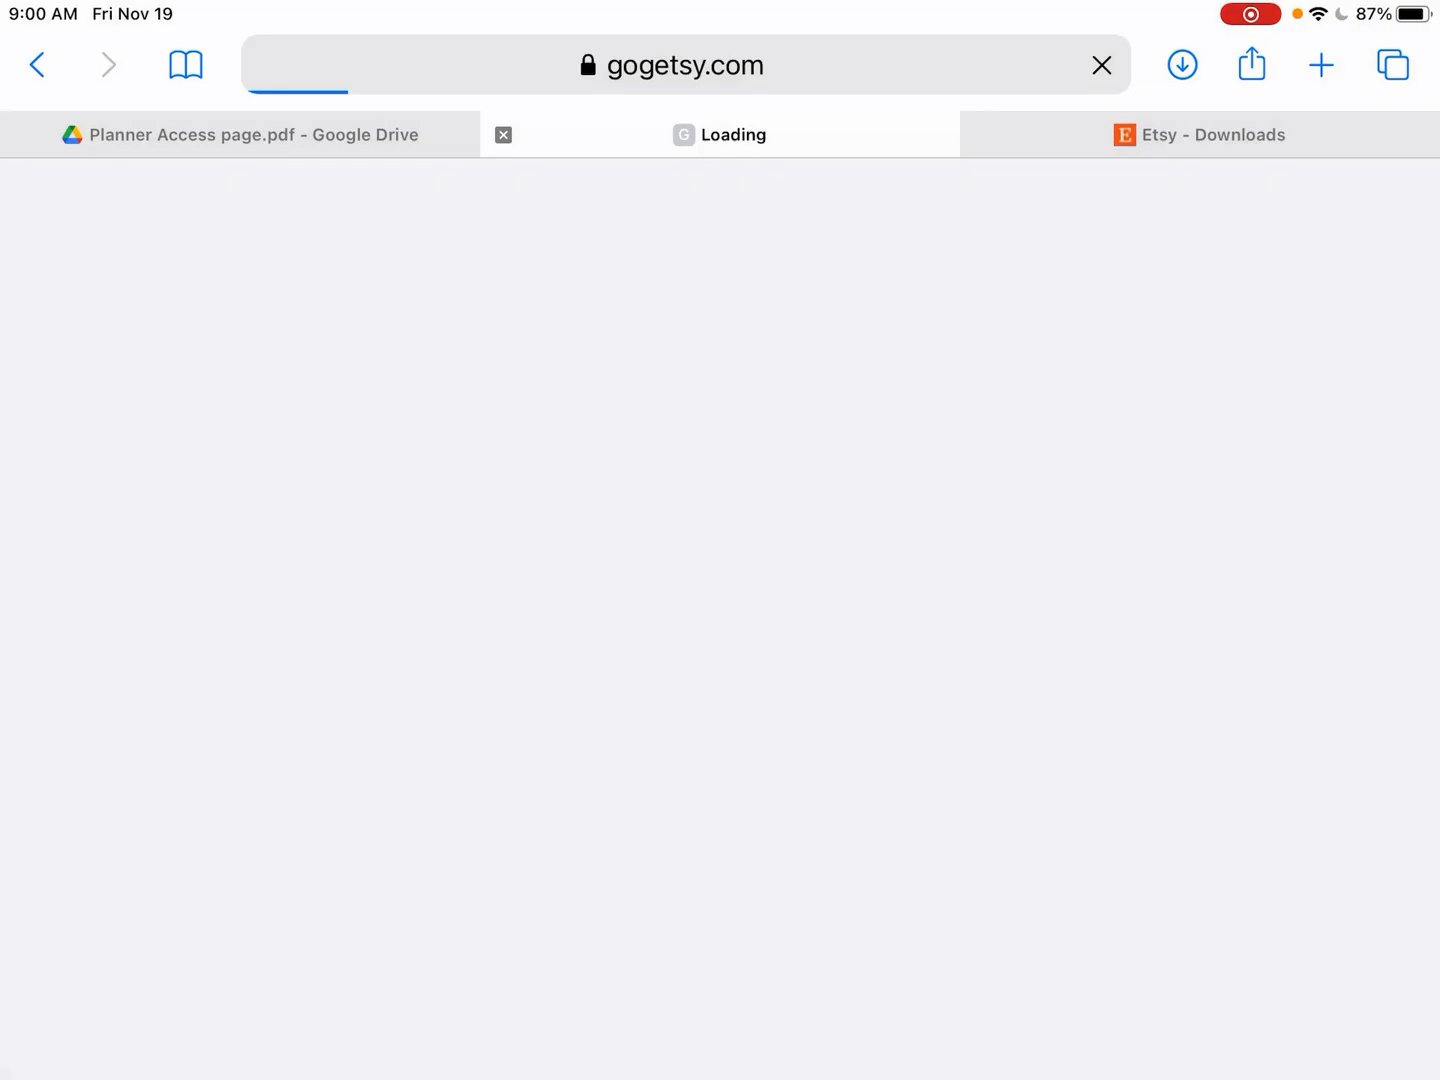 9:00 AM Fri Nov 19
87%
gogetsy.com
Planner Access page.pdf - Google Drive
G Loading
E Etsy - Downloads